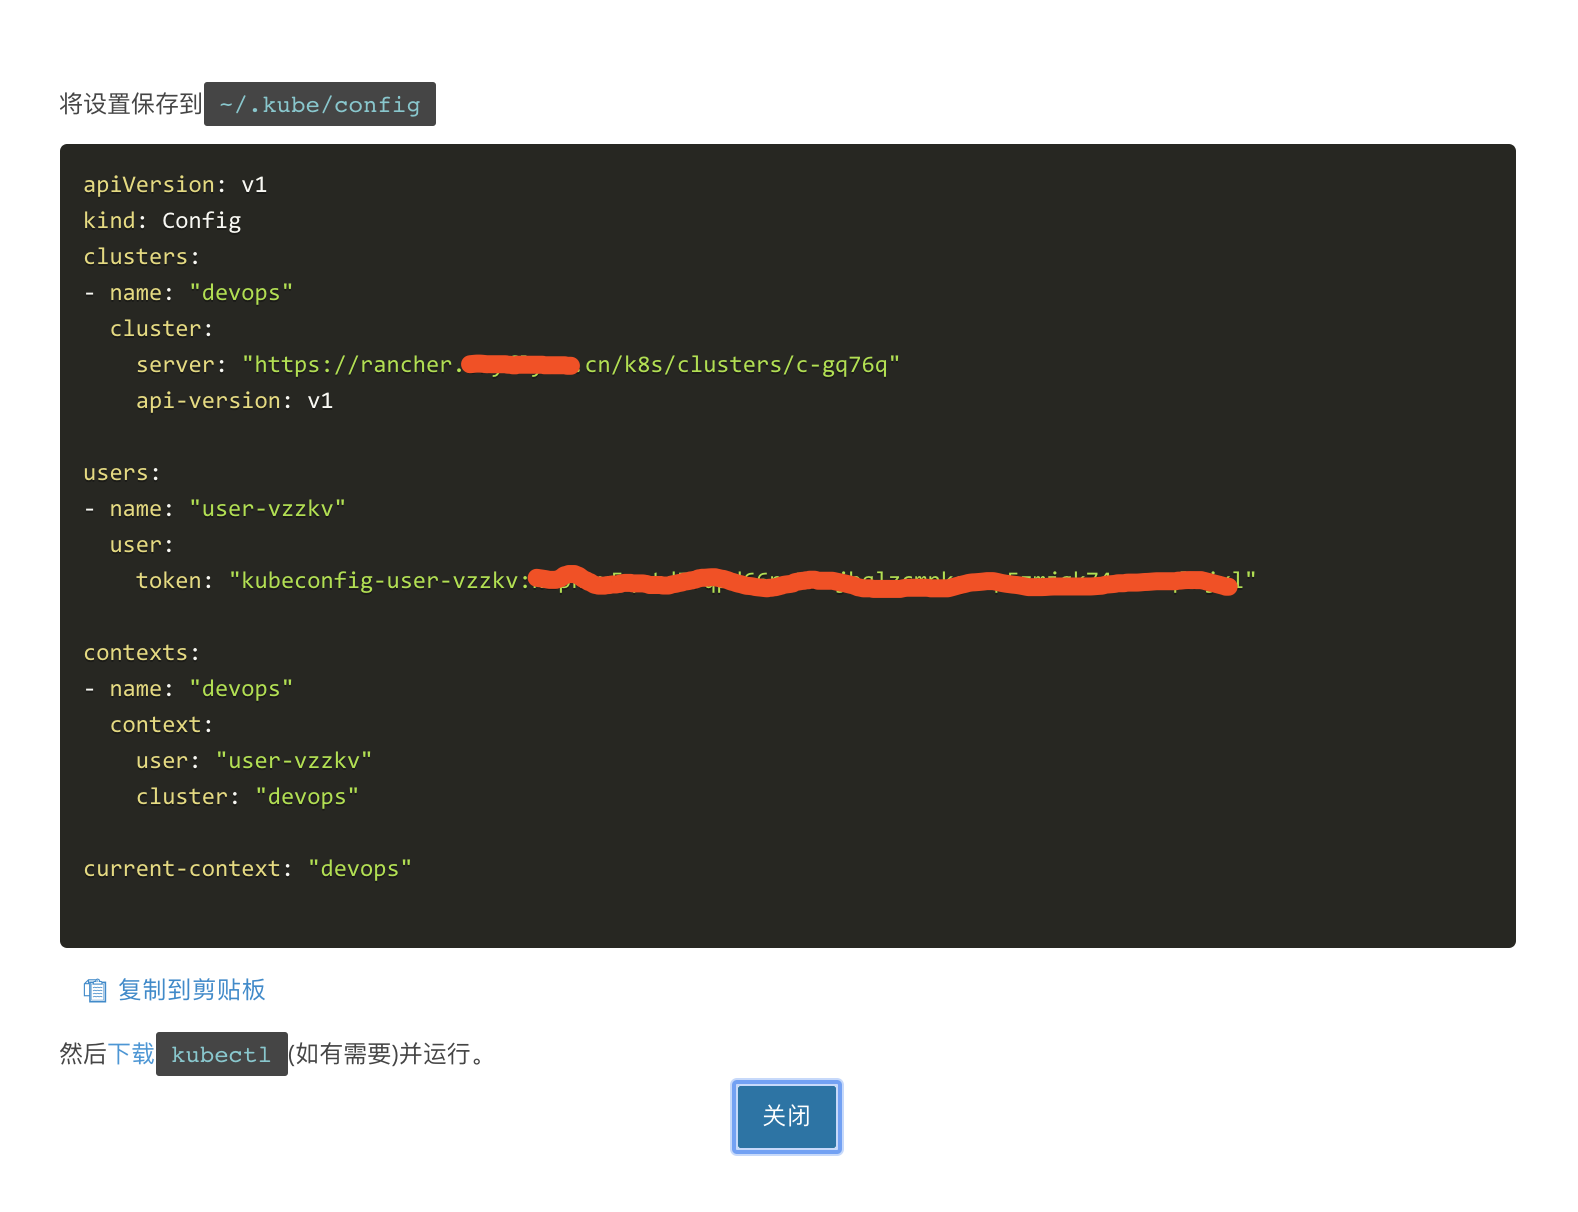 将设置保存到 ~/.kube/config
apiVersion: v1
kind: Config
clusters:
- name: "devops"
  cluster:
    server: "https://rancher.cn/k8s/clusters/c-gq76q"
    api-version: v1
users:
- name: "user-vzzkv"
  user:
    token: "kubeconfig-user-vzzkv:
contexts:
- name: "devops"
  context:
    user: "user-vzzkv"
    cluster: "devops"
current-context: "devops"
复制到剪贴板
然后下载 kubectl (如有需要)并运行。
关闭